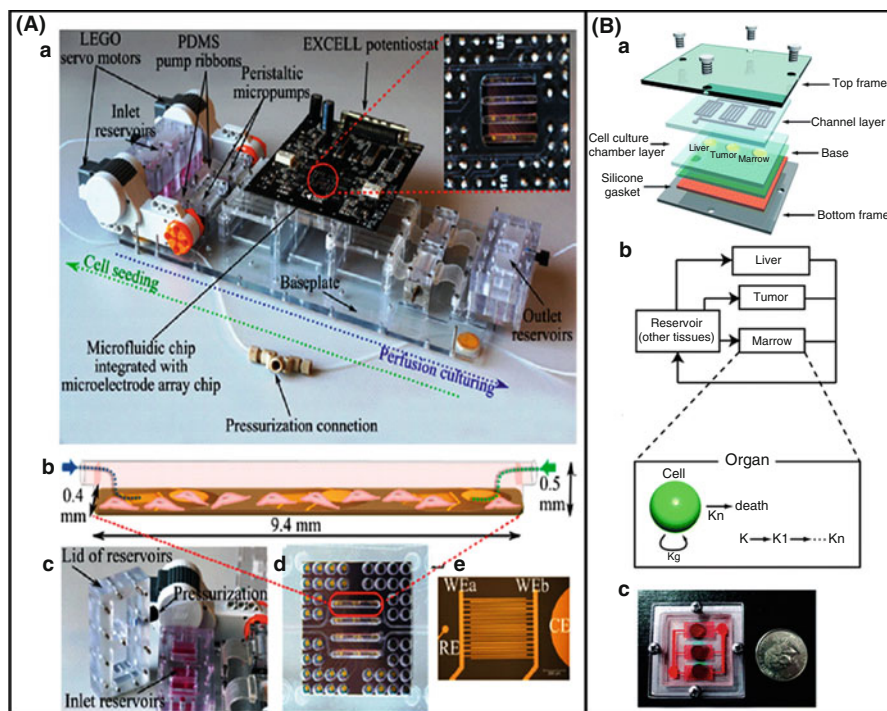 (A)
a
LEGO
servo motors
PDMS
pump ribbons
EXCELL potentiostat
Peristaltic
micropumps
Inlet
reservoirs
Cell seeding
Baseplate
Outlet
reservoirs
Perfusion culturing
Microfluidic chip
integrated with
microelectrode array chip
Pressurization connetion
b
0.4
mm
0.5
mm
9.4 mm
c
Lid of reservoirs
Pressurization
Inlet reservoirs
d
e
WEa
WEb
RE
CE
(B)
a
Top frame
Channel layer
Cell culture
chamber layer
Liver
Tumor
Marrow
Base
Silicone
gasket
Bottom frame
b
Liver
Tumor
Reservoir
(other tissues)
Marrow
Organ
Cell
Kn
death
Kg
K
K1
Kn
c